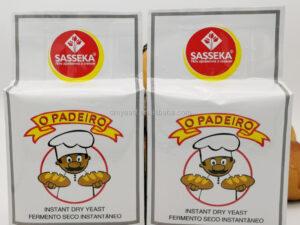 SASSEKA
SASSEKA
O PADEIRO
O PADEIRO
INSTANT DRY YEAST
FERMENTO SECO INSTANTÂNEO
INSTANT DRY YEAST
FERMENTO SECO INSTANTÂNEO